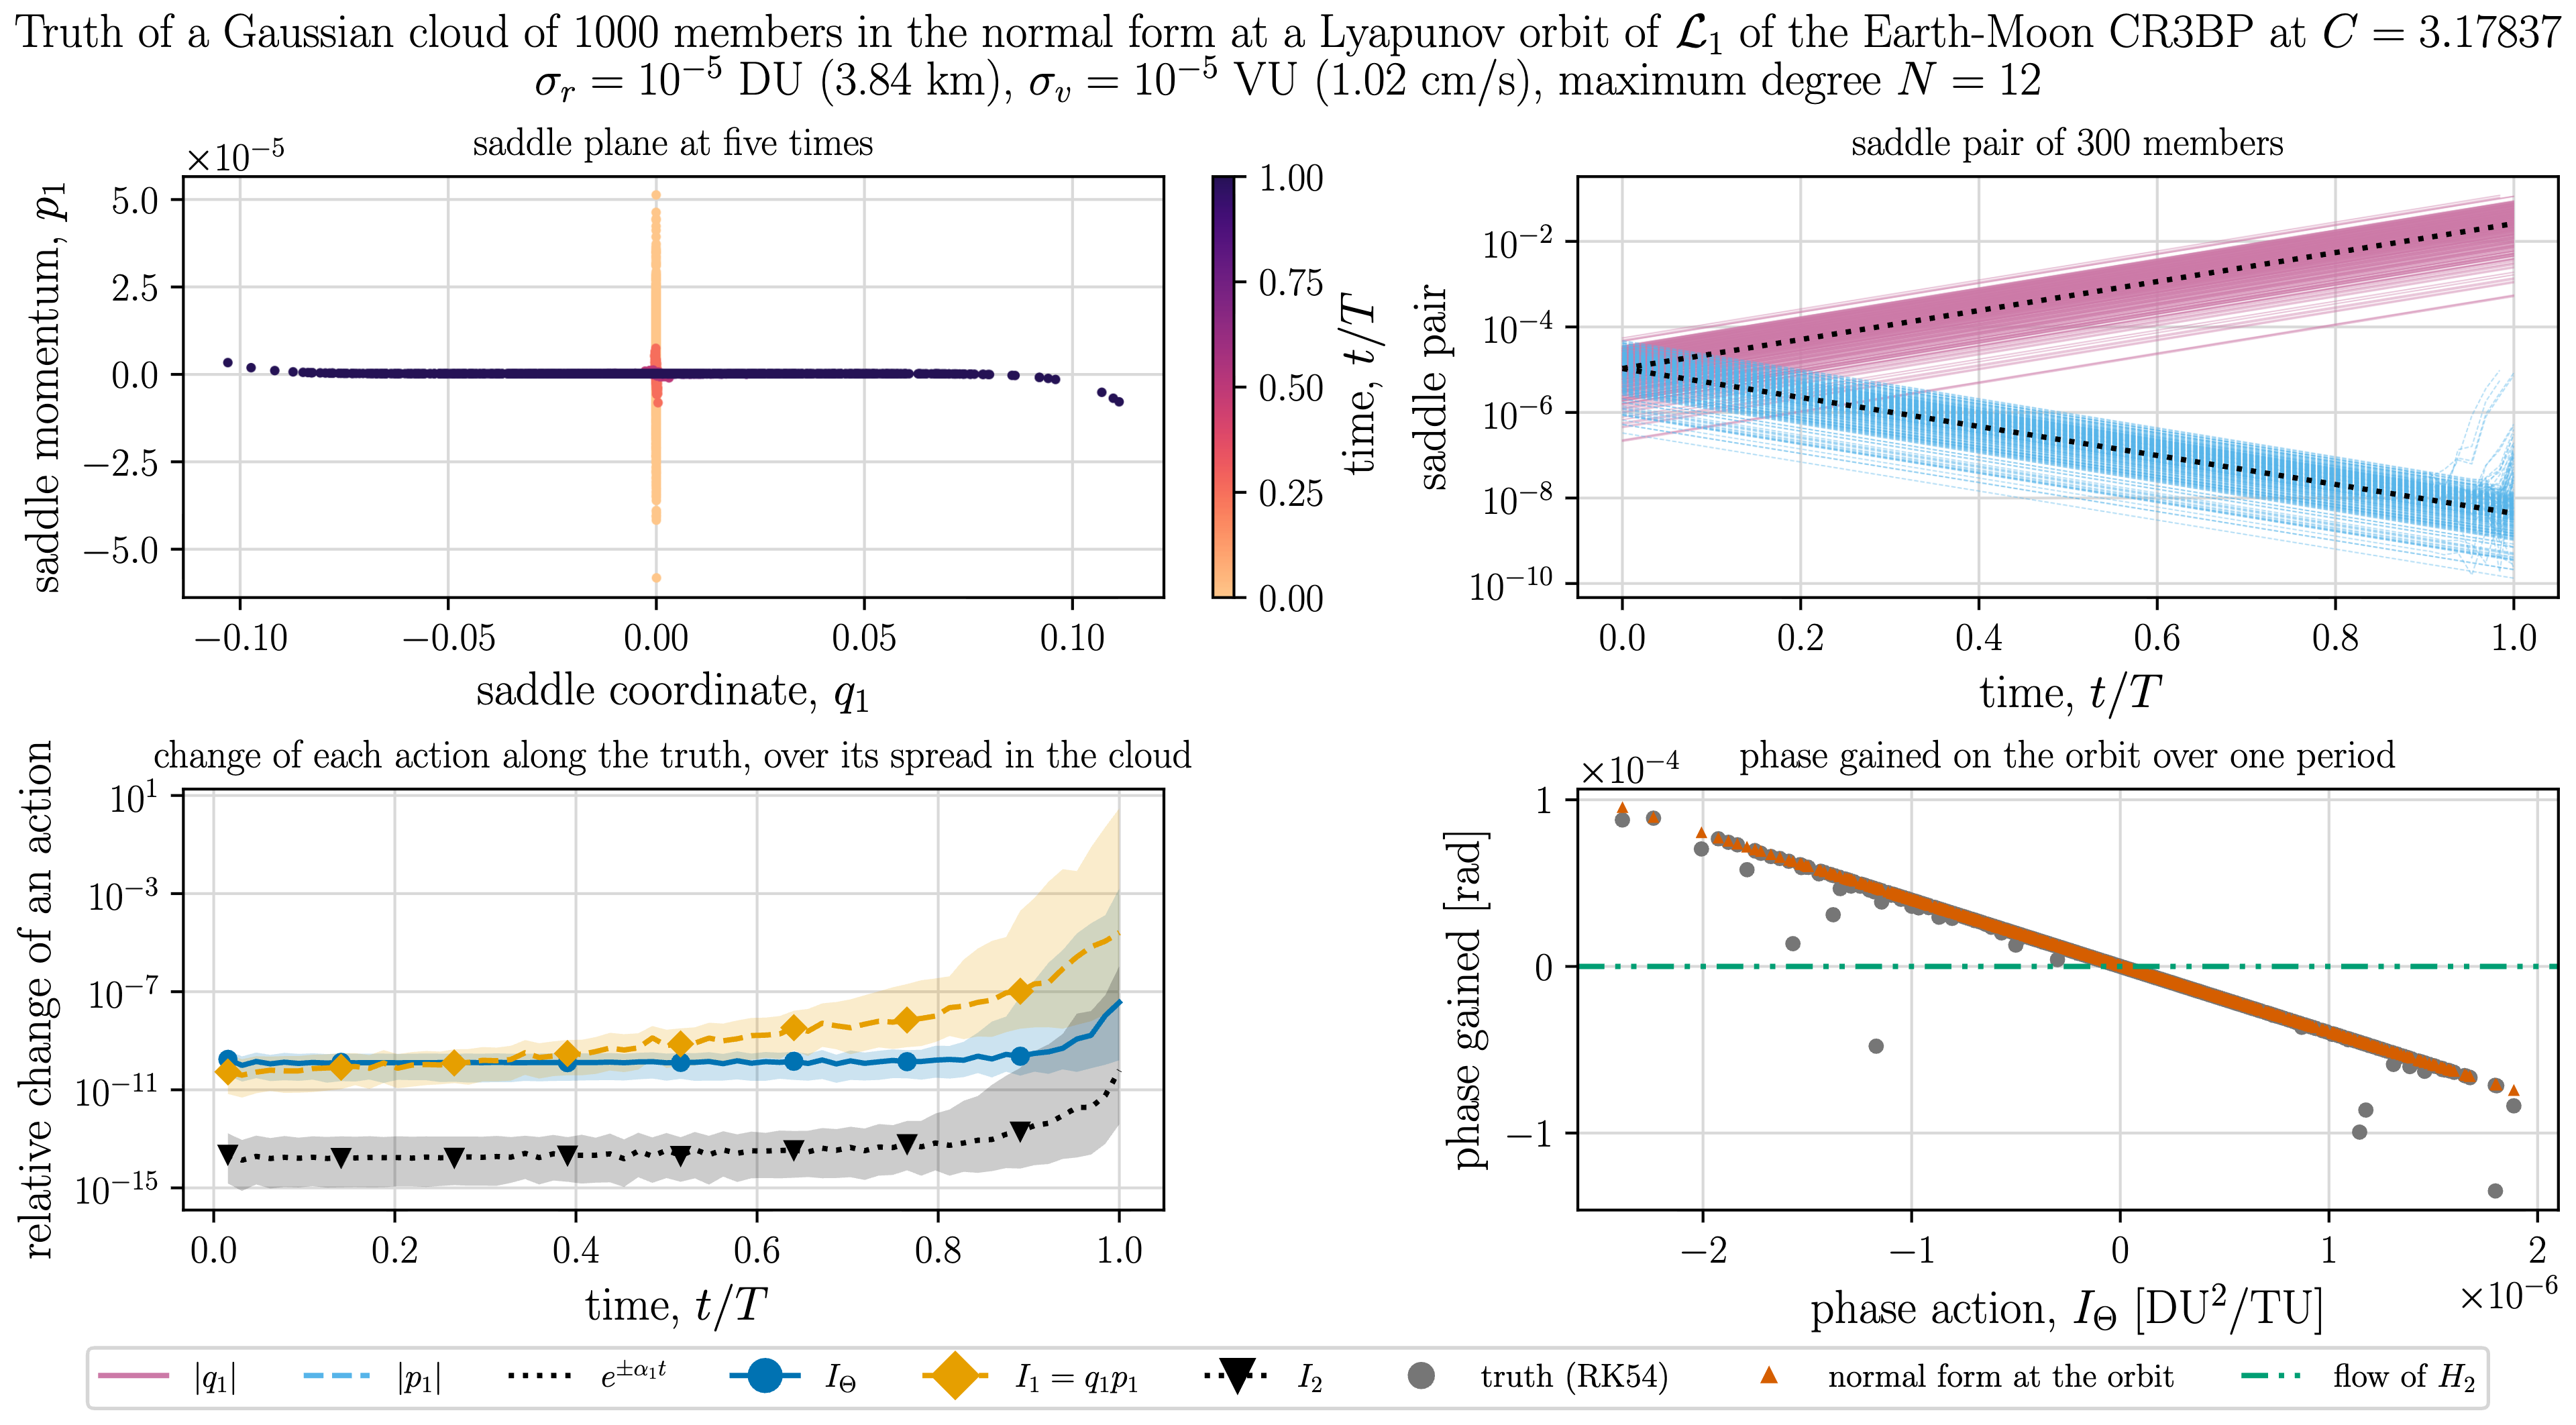 Truth of a Gaussian cloud of 1000 members in the normal form at a Lyapunov orbit of 𝓛₁ of the Earth-Moon CR3BP at C = 3.17837
σᵣ = 10⁻⁵ DU (3.84 km), σᵥ = 10⁻⁵ VU (1.02 cm/s), maximum degree N = 12
saddle plane at five times
×10⁻⁵
saddle momentum, p₁
5.0
2.5
0.0
−2.5
−5.0
−0.10
−0.05
0.00
0.05
0.10
saddle coordinate, q₁
1.00
0.75
0.50
0.25
0.00
time, t/T
saddle pair of 300 members
saddle pair
10⁻²
10⁻⁴
10⁻⁶
10⁻⁸
10⁻¹⁰
0.0
0.2
0.4
0.6
0.8
1.0
time, t/T
change of each action along the truth, over its spread in the cloud
relative change of an action
10¹
10⁻³
10⁻⁷
10⁻¹¹
10⁻¹⁵
0.0
0.2
0.4
0.6
0.8
1.0
time, t/T
phase gained on the orbit over one period
×10⁻⁴
phase gained [rad]
1
0
−1
−2
−1
0
1
2
×10⁻⁶
phase action, I_Θ [DU²/TU]
|q₁|
|p₁|
e^{±α₁t}
I_Θ
I₁ = q₁p₁
I₂
truth (RK54)
normal form at the orbit
flow of H₂